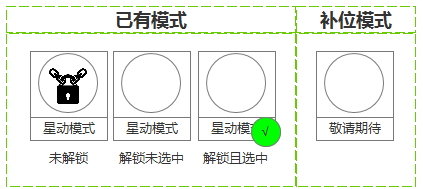 已有模式 补位模式
星动模式 星动模式 星动模 √ 敬请期待
未解锁 解锁未选中 解锁且选中